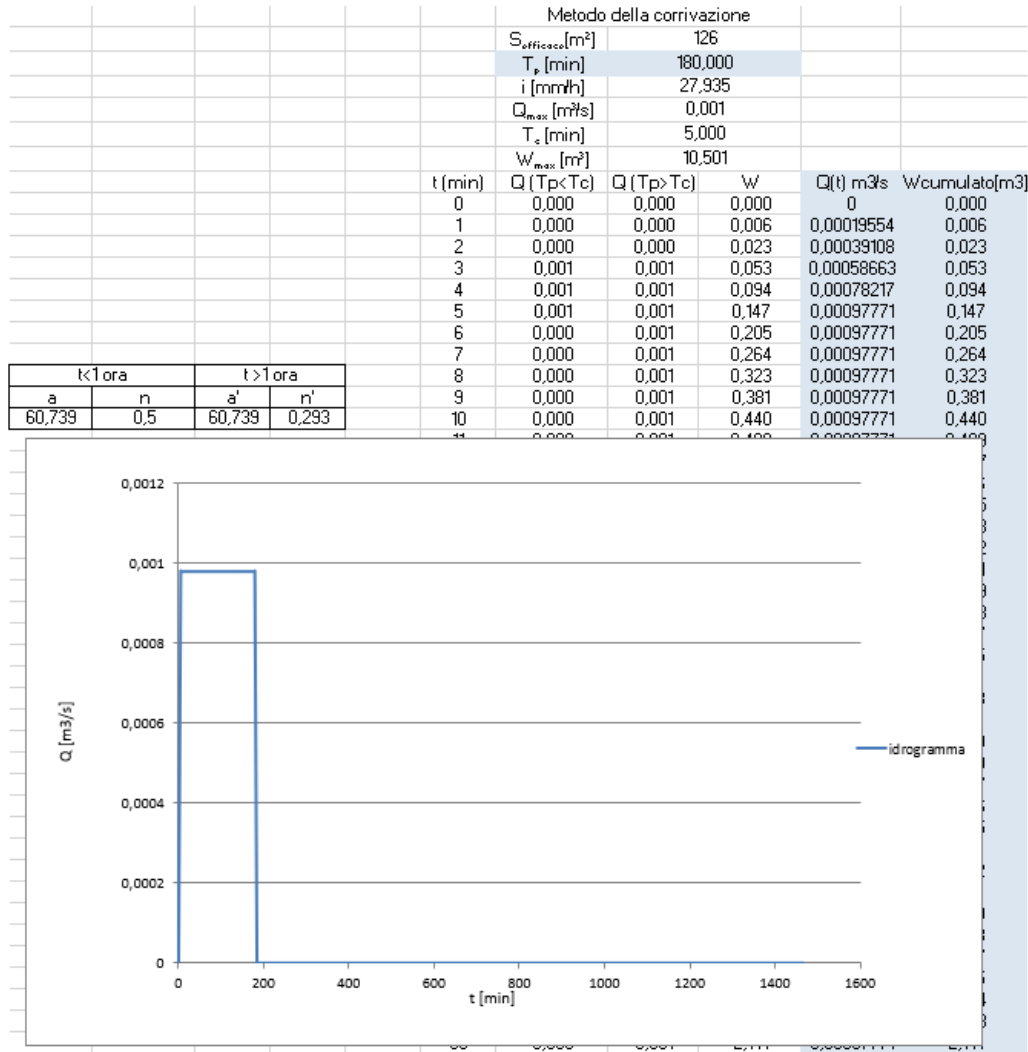 Metodo della corrivazione
Sefficace[m²] 126
Tp [min] 180,000
i [mm/h] 27,935
Qmax [m³/s] 0,001
Tc [min] 5,000
Wmax [m³] 10,501
t (min) Q (Tp<Tc) Q (Tp>Tc) W Q(t) m3/s Wcumulato[m3]
0 0,000 0,000 0,000 0 0,000
1 0,000 0,000 0,006 0,00019554 0,006
2 0,000 0,000 0,023 0,00039108 0,023
3 0,001 0,001 0,053 0,00058663 0,053
4 0,001 0,001 0,094 0,00078217 0,094
5 0,001 0,001 0,147 0,00097771 0,147
6 0,000 0,001 0,205 0,00097771 0,205
7 0,000 0,001 0,264 0,00097771 0,264
t<1 ora t>1 ora 8 0,000 0,001 0,323 0,00097771 0,323
a n a' n' 9 0,000 0,001 0,381 0,00097771 0,381
60,739 0,5 60,739 0,293 10 0,000 0,001 0,440 0,00097771 0,440
0,0012
0,001
0,0008
0,0006
0,0004
0,0002
0
Q [m3/s]
0 200 400 600 800 1000 1200 1400 1600
t [min]
idrogramma